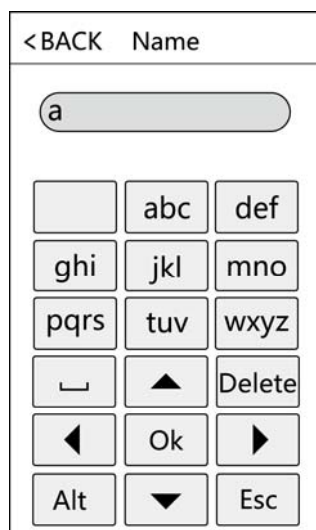 <BACK Name
a
abc def
ghi jkl mno
pqrs tuv wxyz
Delete
Ok
Alt Esc